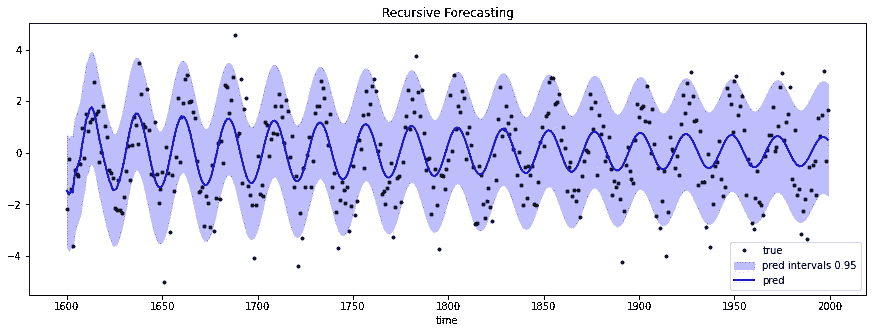 Recursive Forecasting
4
2
0
−2
−4
true
pred intervals 0.95
pred
1600 1650 1700 1750 1800 1850 1900 1950 2000
time